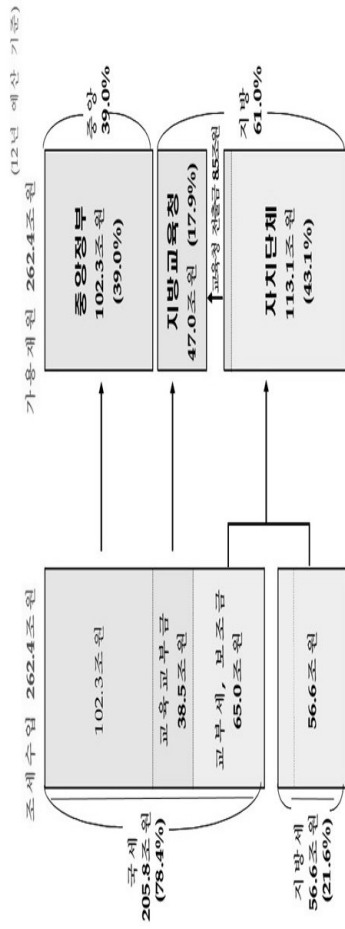 (12년 예산 기준)
조세수입 262.4조원
가용재원 262.4조원
국세
205.8조원
(78.4%)
102.3조원
교육교부금
38.5조원
교부세, 보조금
65.0조원
지방세
56.6조원
(21.6%)
56.6조원
중앙정부
102.3조원
(39.0%)
지방교육청
47.0조원 (17.9%)
교육청 전출금 8.5조원
자치단체
113.1조원
(43.1%)
중앙
39.0%
지방
61.0%